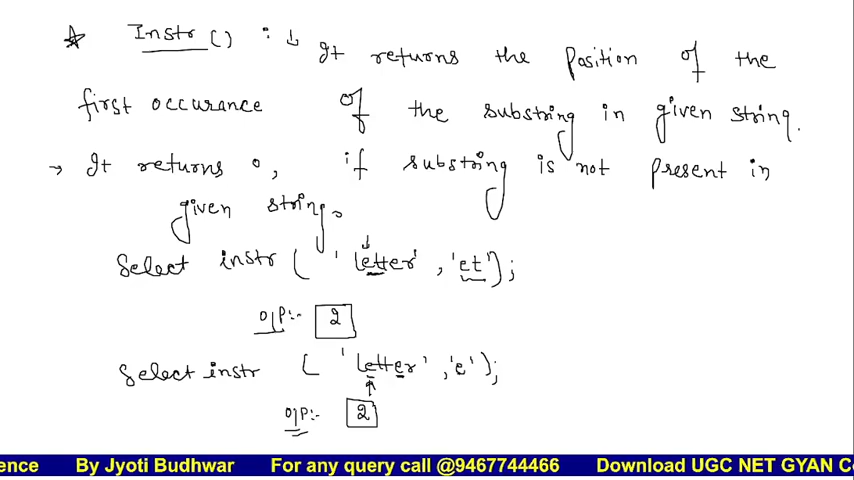 ☆ Instr () :↓ It returns the position of the
first occurance of the substring in given string.
→ It returns 0, if substring is not present in
given string.
Select instr ( 'letter', 'et');
O/P:- 2
Select instr ( 'letter', 'e');
O/P:- 2
ence By Jyoti Budhwar For any query call @9467744466 Download UGC NET GYAN Co